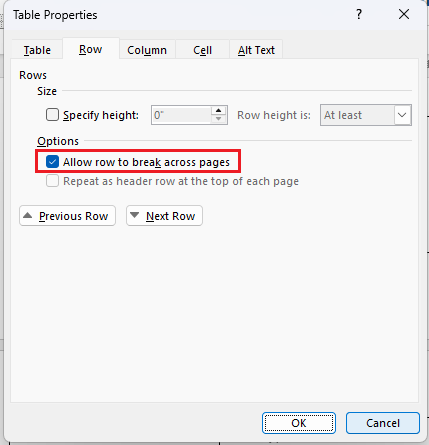 Table Properties ? ×
Table Row Column Cell Alt Text
Rows
Size
Specify height: 0" Row height is: At least
Options
Allow row to break across pages
Repeat as header row at the top of each page
Previous Row Next Row
OK Cancel